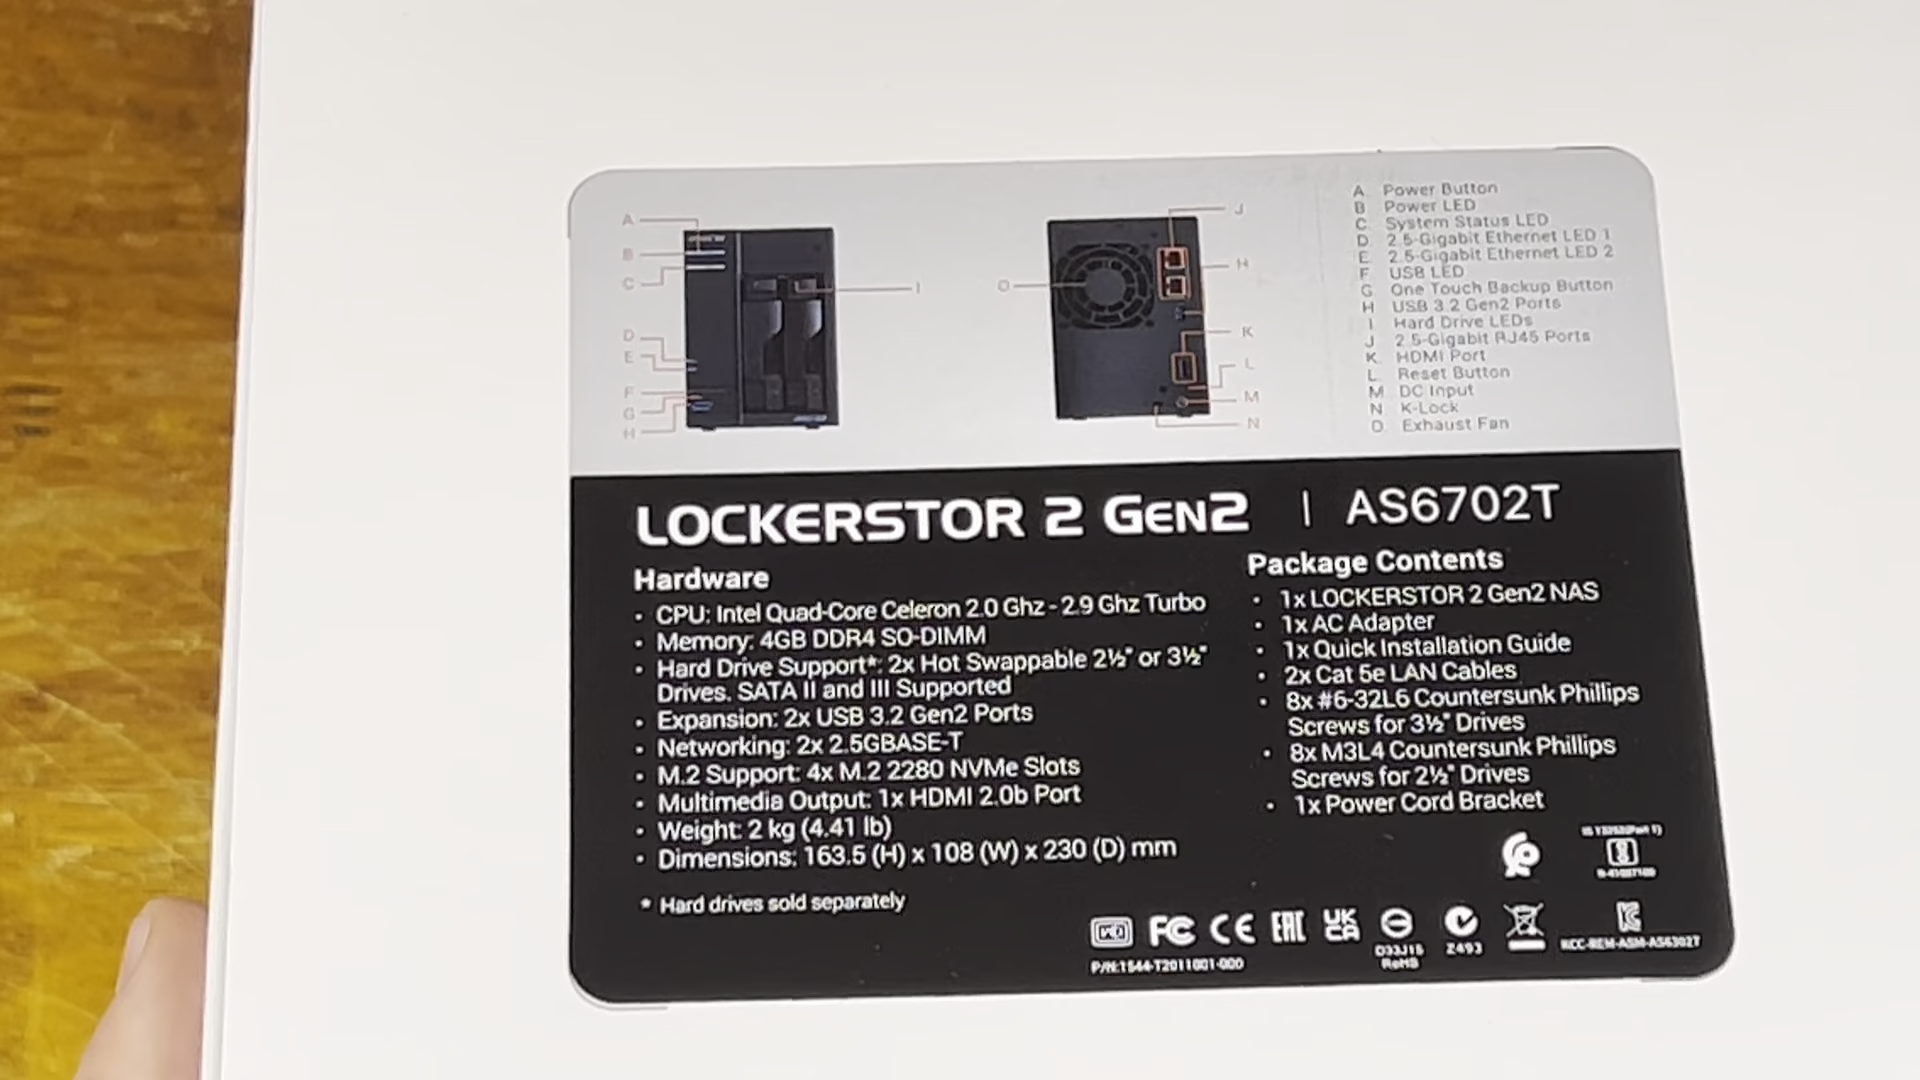 A
B
C
D
E
F
G
H
I
O
J
H
K
L
M
N
A Power Button
B Power LED
C System Status LED
D 2.5-Gigabit Ethernet LED 1
E 2.5-Gigabit Ethernet LED 2
F USB LED
G One Touch Backup Button
H USB 3.2 Gen2 Ports
I Hard Drive LEDs
J 2.5-Gigabit RJ45 Ports
K HDMI Port
L Reset Button
M DC Input
N K-Lock
O Exhaust Fan
LOCKERSTOR 2 GEN2 | AS6702T
Hardware
• CPU: Intel Quad-Core Celeron 2.0 Ghz - 2.9 Ghz Turbo
• Memory: 4GB DDR4 SO-DIMM
• Hard Drive Support*: 2x Hot Swappable 2½" or 3½"
Drives. SATA II and III Supported
• Expansion: 2x USB 3.2 Gen2 Ports
• Networking: 2x 2.5GBASE-T
• M.2 Support: 4x M.2 2280 NVMe Slots
• Multimedia Output: 1x HDMI 2.0b Port
• Weight: 2 kg (4.41 lb)
• Dimensions: 163.5 (H) x 108 (W) x 230 (D) mm
* Hard drives sold separately
Package Contents
• 1x LOCKERSTOR 2 Gen2 NAS
• 1x AC Adapter
• 1x Quick Installation Guide
• 2x Cat 5e LAN Cables
• 8x #6-32L6 Countersunk Phillips
Screws for 3½" Drives
• 8x M3L4 Countersunk Phillips
Screws for 2½" Drives
• 1x Power Cord Bracket
FC CE EAC UK
CA
D33J15
RoHS
Z493
KCC-REM-ASM-AS6302T
P/N:1544-T2011001-000